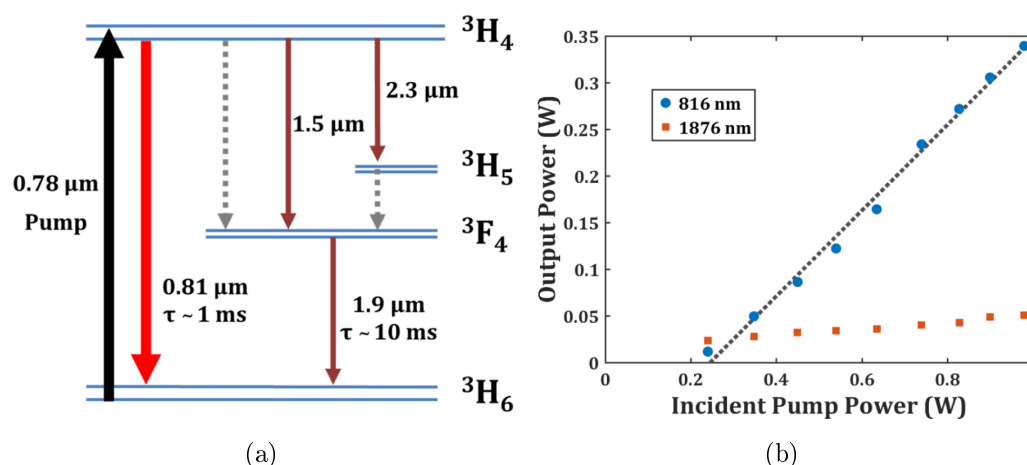 ³H₄
2.3 µm
1.5 µm
³H₅
0.78 µm
Pump
³F₄
0.81 µm
τ ~ 1 ms
1.9 µm
τ ~ 10 ms
³H₆
(a)
Output Power (W)
0.35
0.3
0.25
0.2
0.15
0.1
0.05
0
816 nm
1876 nm
0 0.2 0.4 0.6 0.8 1
Incident Pump Power (W)
(b)